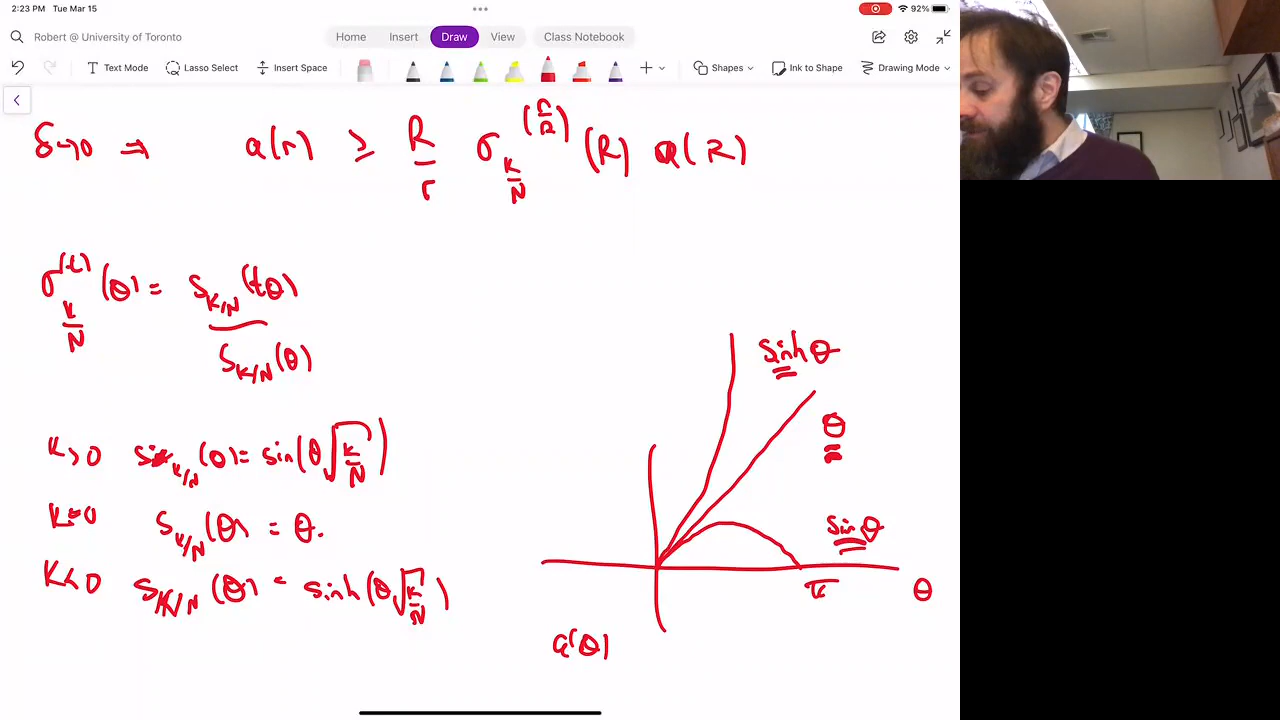 2:23 PM Tue Mar 15
92%
Robert @ University of Toronto
Home Insert Draw View Class Notebook
Text Mode Lasso Select Insert Space Shapes Ink to Shape Drawing Mode
δ→0 ⇒ a(r) ≥ R/r σ_{K/N}^{(r/R)} (R) a(R)
σ_{K/N}^{(t)} (θ) = S_{K/N}(tθ) / S_{K/N}(θ)
K>0 S_{K/N}(θ) = sin(θ√(K/N))
K=0 S_{K/N}(θ) = θ.
K<0 S_{K/N}(θ) = sinh(θ√(K/N))
sinh θ
θ
sin θ
π
θ
a(θ)